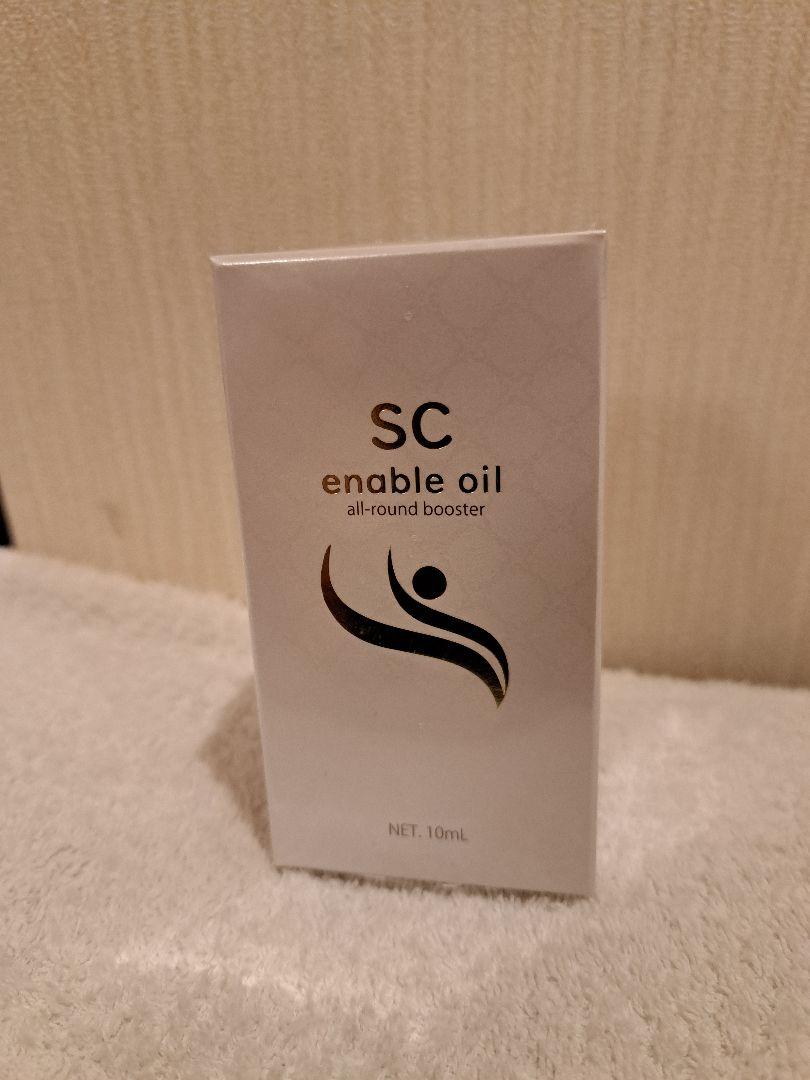 SC
enable oil
all-round booster
NET. 10mL